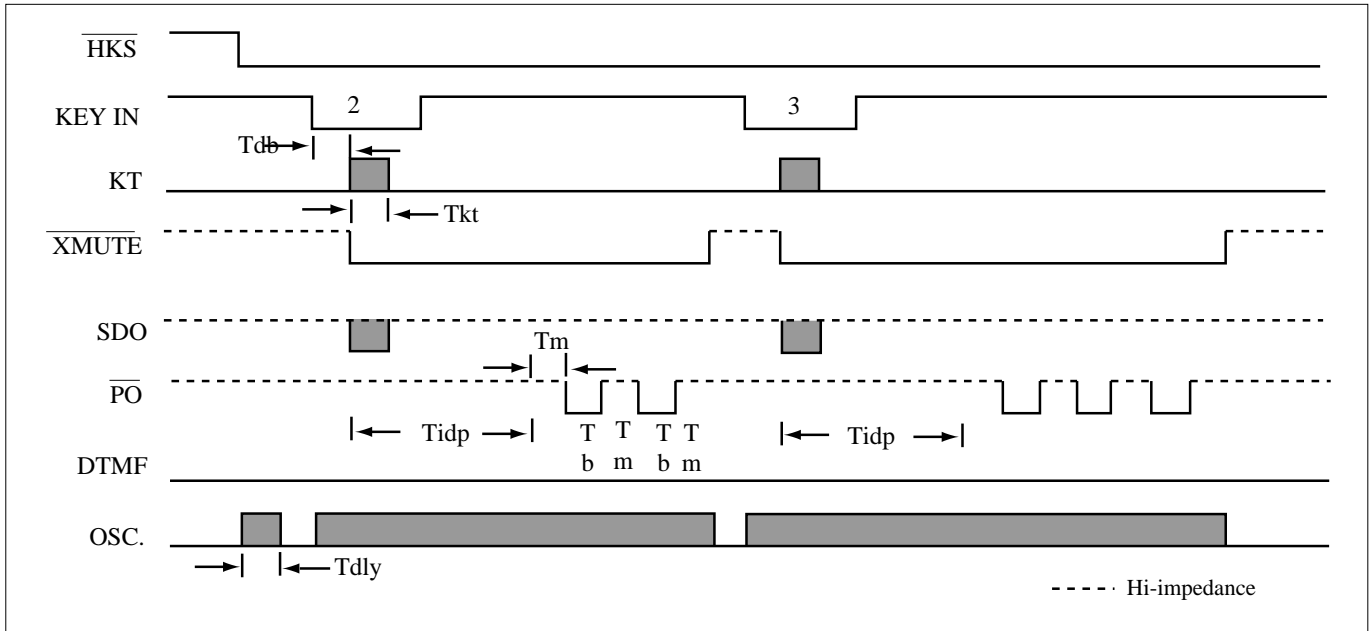 HKS
KEY IN
2
3
Tdb
KT
Tkt
XMUTE
SDO
Tm
PO
Tidp
T b
T m
T b
T m
Tidp
DTMF
OSC.
Tdly
Hi-impedance